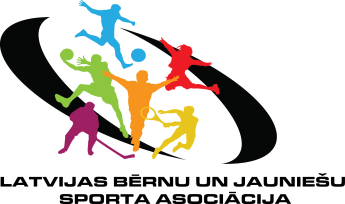 LATVIJAS BĒRNU UN JAUNIEŠU
SPORTA ASOCIĀCIJA